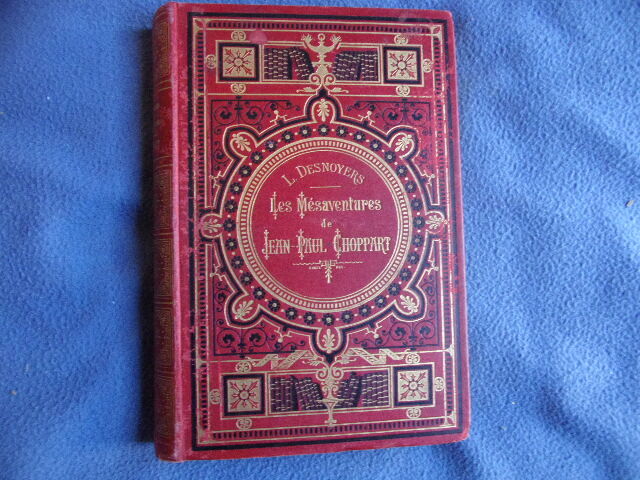 L. DESNOYERS
LES MÉSAVENTURES
de
JEAN-PAUL CHOPPART